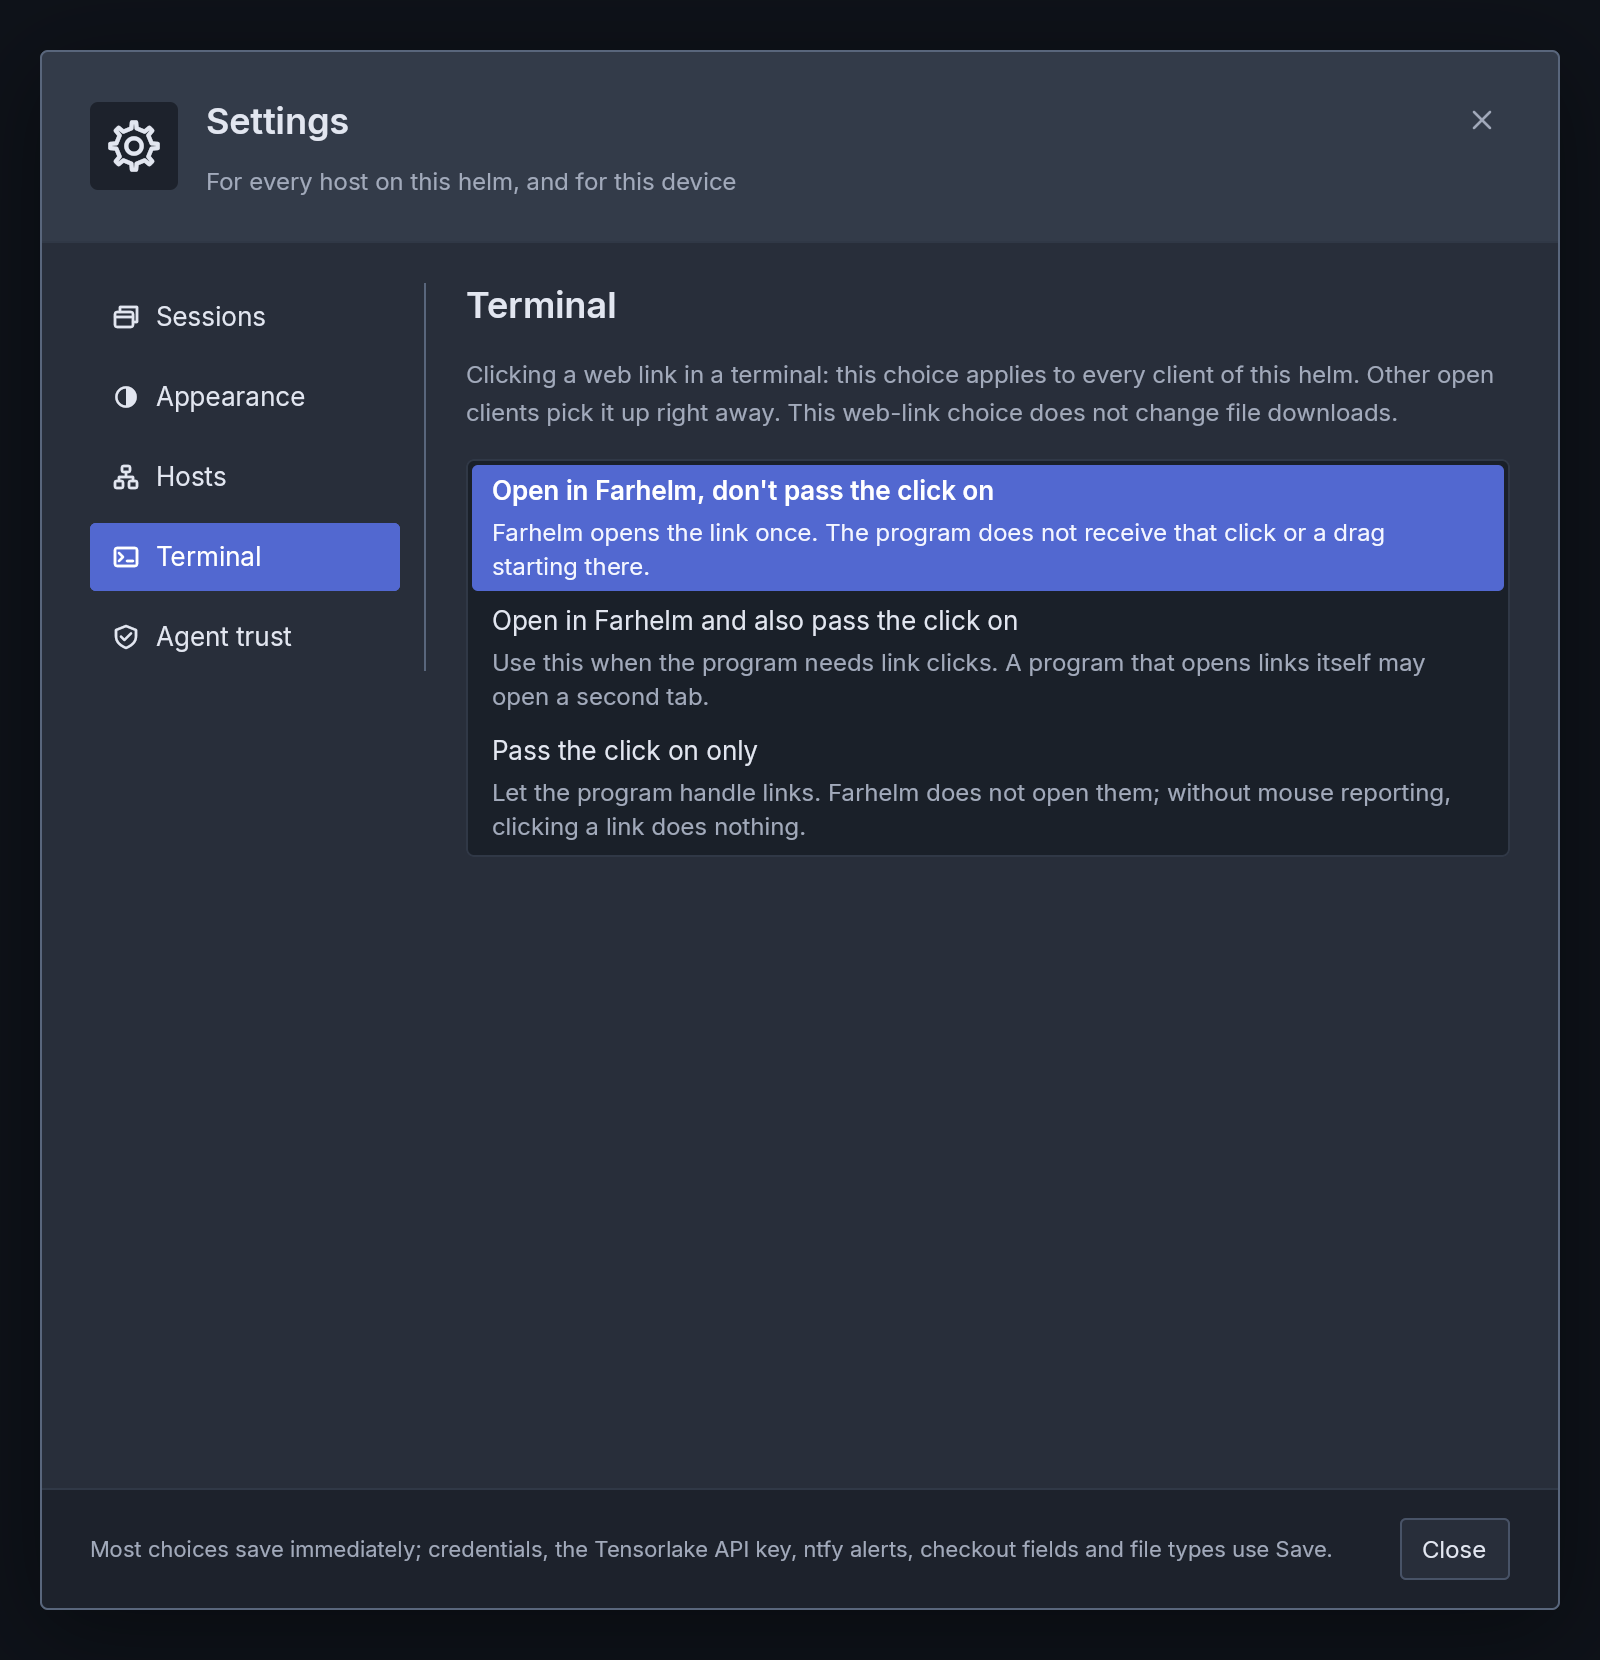 Settings
For every host on this helm, and for this device
Sessions
Appearance
Hosts
Terminal
Agent trust
Terminal
Clicking a web link in a terminal: this choice applies to every client of this helm. Other open
clients pick it up right away. This web-link choice does not change file downloads.
Open in Farhelm, don't pass the click on
Farhelm opens the link once. The program does not receive that click or a drag
starting there.
Open in Farhelm and also pass the click on
Use this when the program needs link clicks. A program that opens links itself may
open a second tab.
Pass the click on only
Let the program handle links. Farhelm does not open them; without mouse reporting,
clicking a link does nothing.
Most choices save immediately; credentials, the Tensorlake API key, ntfy alerts, checkout fields and file types use Save.
Close